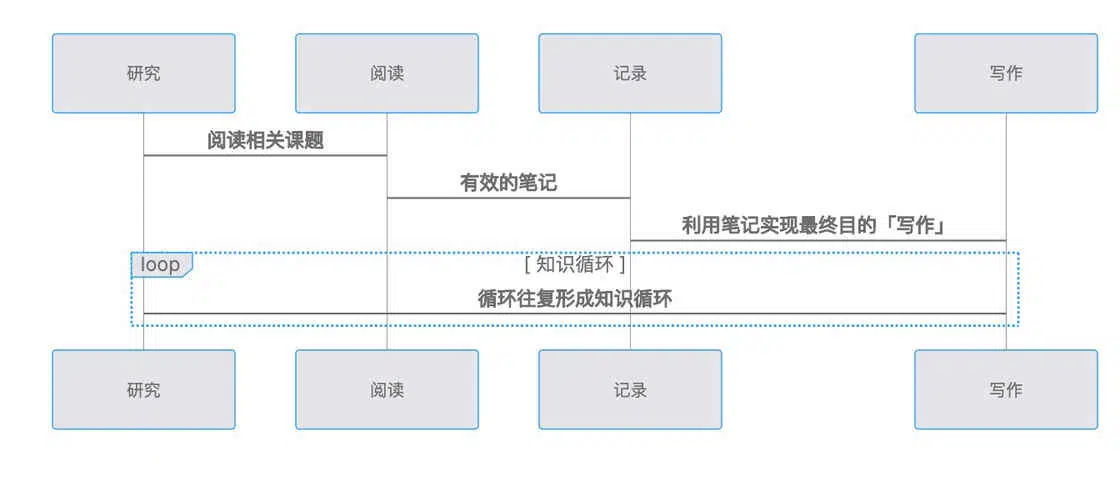 研究
阅读
记录
写作
阅读相关课题
有效的笔记
利用笔记实现最终目的「写作」
loop
[ 知识循环 ]
循环往复形成知识循环
研究
阅读
记录
写作